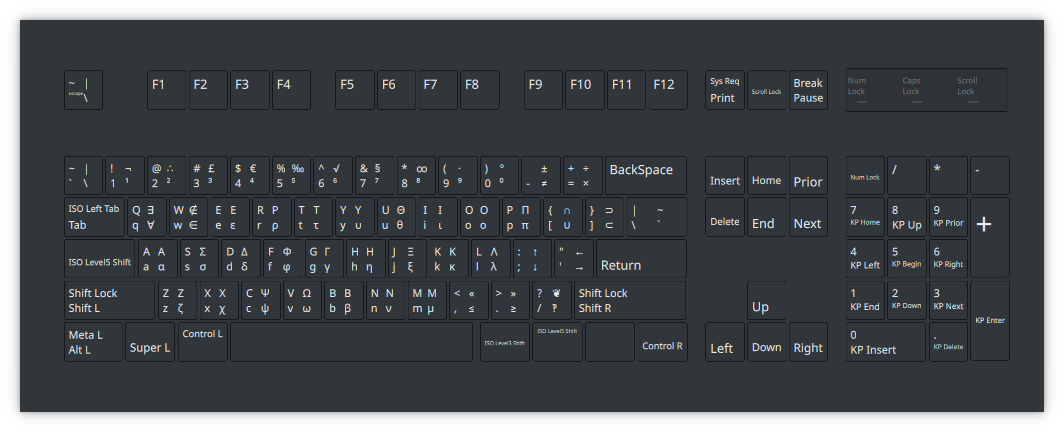 ~ |
Escape \
F1 F2 F3 F4 F5 F6 F7 F8 F9 F10 F11 F12
Sys Req
Print
Scroll Lock
Break
Pause
Num
Lock
Caps
Lock
Scroll
Lock
~ | ! ¬ @ ∴ # £ $ € % ‰ ^ √ & § * ∞ ( · ) ° ± + ÷ BackSpace
` \ 1 ¹ 2 ² 3 ³ 4 ⁴ 5 ⁵ 6 ⁶ 7 ⁷ 8 ⁸ 9 ⁹ 0 ⁰ - ≠ = ×
Insert Home Prior
Num Lock / * -
ISO Left Tab Q ∃ W ∉ E Ε R Ρ T Τ Y Υ U Θ I Ι O Ο P Π { ∩ } ⊃ | ~
Tab q ∀ w ∈ e ε r ρ t τ y υ u θ i ι o ο p π [ ∪ ] ⊂ \ `
Delete End Next
7 8 9 +
KP Home KP Up KP Prior
ISO Level5 Shift
A Α S Σ D Δ F Φ G Γ H Η J Ξ K Κ L Λ : ↑ " ←
a α s σ d δ f φ g γ h η j ξ k κ l λ ; ↓ ' → Return
4 5 6
KP Left KP Begin KP Right
Shift Lock Z Ζ X Χ C Ψ V Ω B Β N Ν M Μ < « > » ? ❦ Shift Lock
Shift L z ζ x χ c ψ v ω b β n ν m μ , ≤ . ≥ / ‽ Shift R
Up
1 2 3
KP End KP Down KP Next
KP Enter
Meta L
Alt L
Super L
Control L
ISO Level3 Shift
ISO Level5 Shift
Control R
Left Down Right
0 .
KP Insert KP Delete